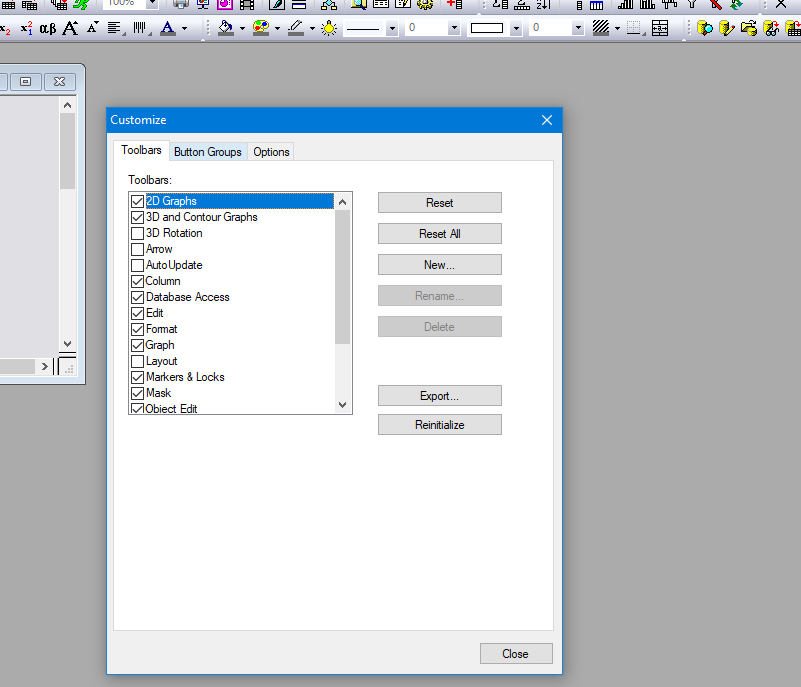 100%
x₂ x¹ αβ A A A 0 0
Customize
Toolbars Button Groups Options
Toolbars:
2D Graphs
3D and Contour Graphs
3D Rotation
Arrow
AutoUpdate
Column
Database Access
Edit
Format
Graph
Layout
Markers & Locks
Mask
Object Edit
Reset
Reset All
New...
Rename...
Delete
Export...
Reinitialize
Close